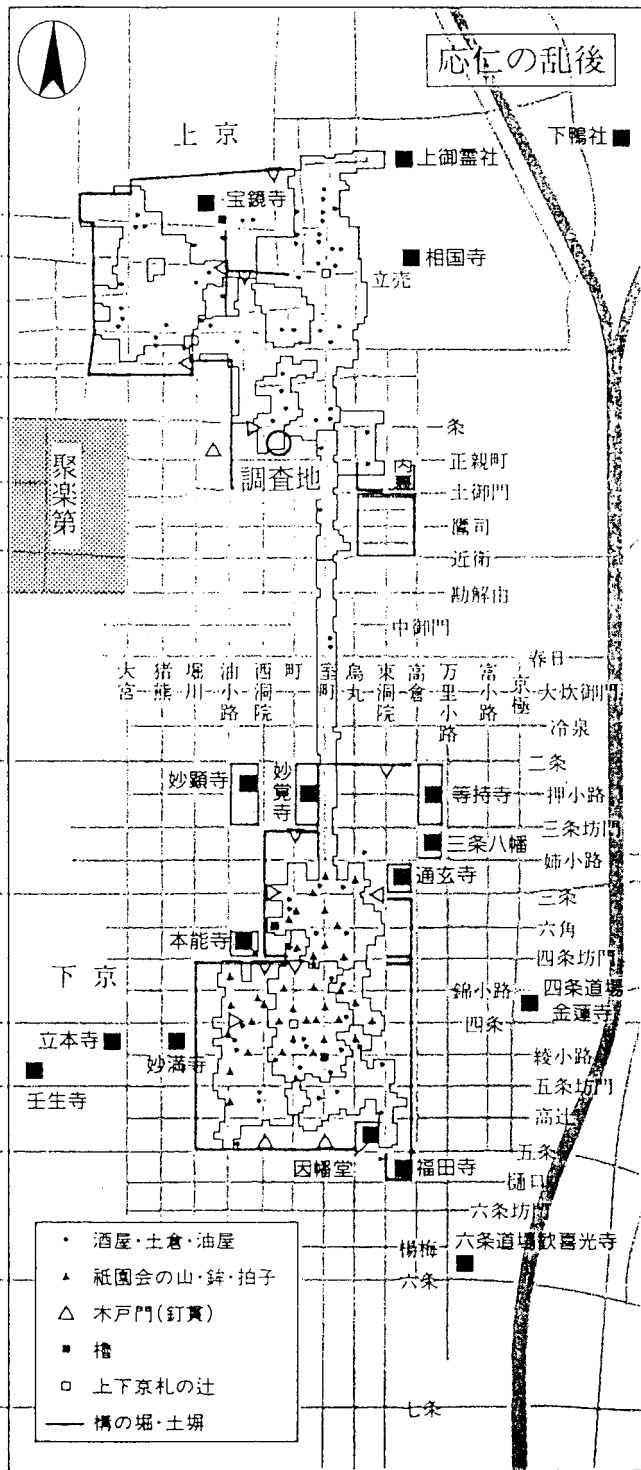 応仁の乱後
上京
下鴨社
上御霊社
宝鏡寺
相国寺
立売
一条
正親町
調査地
内裏
土御門
聚楽第
鷹司
近衛
勘解由
中御門
春日
大宮
猪熊
堀川
油小路
西洞院
町
室町
烏丸
東洞院
高倉
万里小路
富小路
京極
大炊御門
冷泉
二条
妙顕寺
妙覚寺
等持寺
押小路
三条坊門
三条八幡
姉小路
通玄寺
三条
六角
本能寺
四条坊門
下京
錦小路
四条道場
金蓮寺
四条
立本寺
妙満寺
綾小路
壬生寺
五条坊門
高辻
因幡堂
五条
福田寺
樋口
六条坊門
楊梅
六条道場歓喜光寺
六条
酒屋・土倉・油屋
祇園会の山・鉾・拍子
木戸門(釘貫)
櫓
上下京札の辻
構の堀・土塀
七条